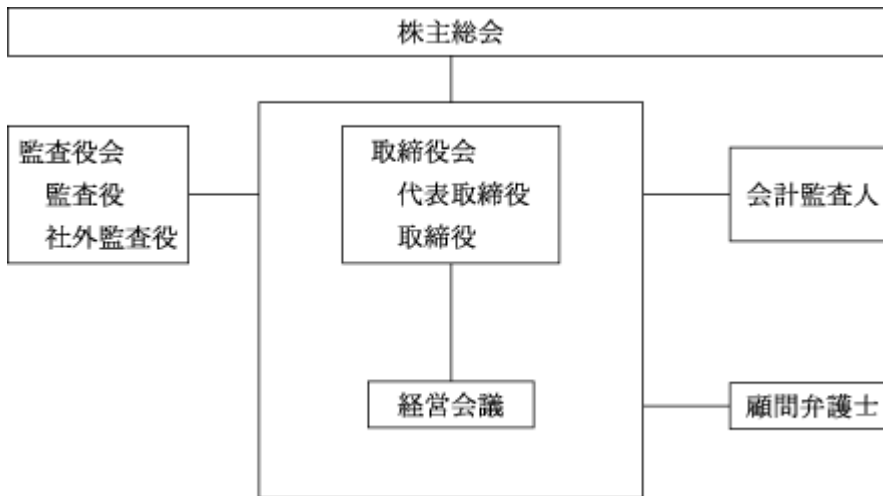 株主総会
監査役会
監査役
社外監査役
取締役会
代表取締役
取締役
会計監査人
経営会議
顧問弁護士